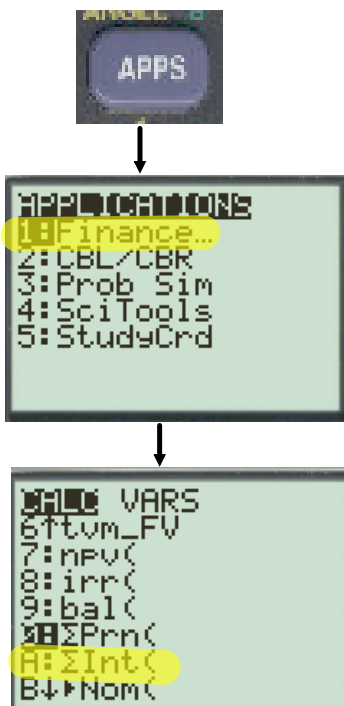 ANGLE B
APPS
APPLICATIONS
1:Finance…
2:CBL/CBR
3:Prob Sim
4:SciTools
5:StudyCrd
CALC VARS
6↑tvm_FV
7:npv(
8:irr(
9:bal(
0:ΣPrn(
A:ΣInt(
B↓►Nom(